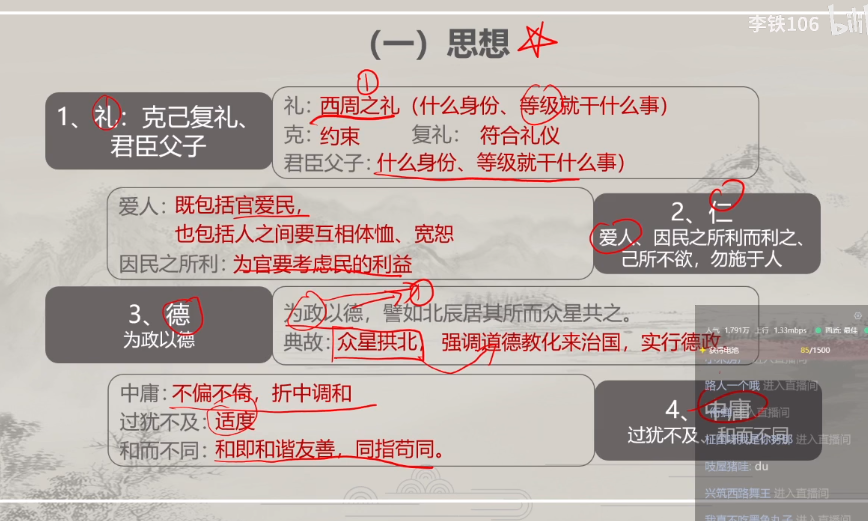 李铁106 bilibili
（一）思想
1、礼：克己复礼、
君臣父子
礼：西周之礼（什么身份、等级就干什么事）
克：约束 复礼：符合礼仪
君臣父子：什么身份、等级就干什么事）
①
爱人：既包括官爱民，
也包括人之间要互相体恤、宽恕
因民之所利：为官要考虑民的利益
2、仁
爱人、因民之所利而利之、
己所不欲，勿施于人
3、德
为政以德
为政以德，譬如北辰居其所而众星共之。
典故：众星拱北，强调道德教化来治国，实行德政
①
中庸：不偏不倚，折中调和
过犹不及：适度
和而不同：和即和谐友善，同指苟同。
4、中庸
过犹不及、和而不同
人气 1.791万 上行 1.33mbps
85/1500
进入直播间
路人一个哦 进入直播间
进入直播间
进入直播间
吱屋猪哇: du
兴筑西路舞王 进入直播间